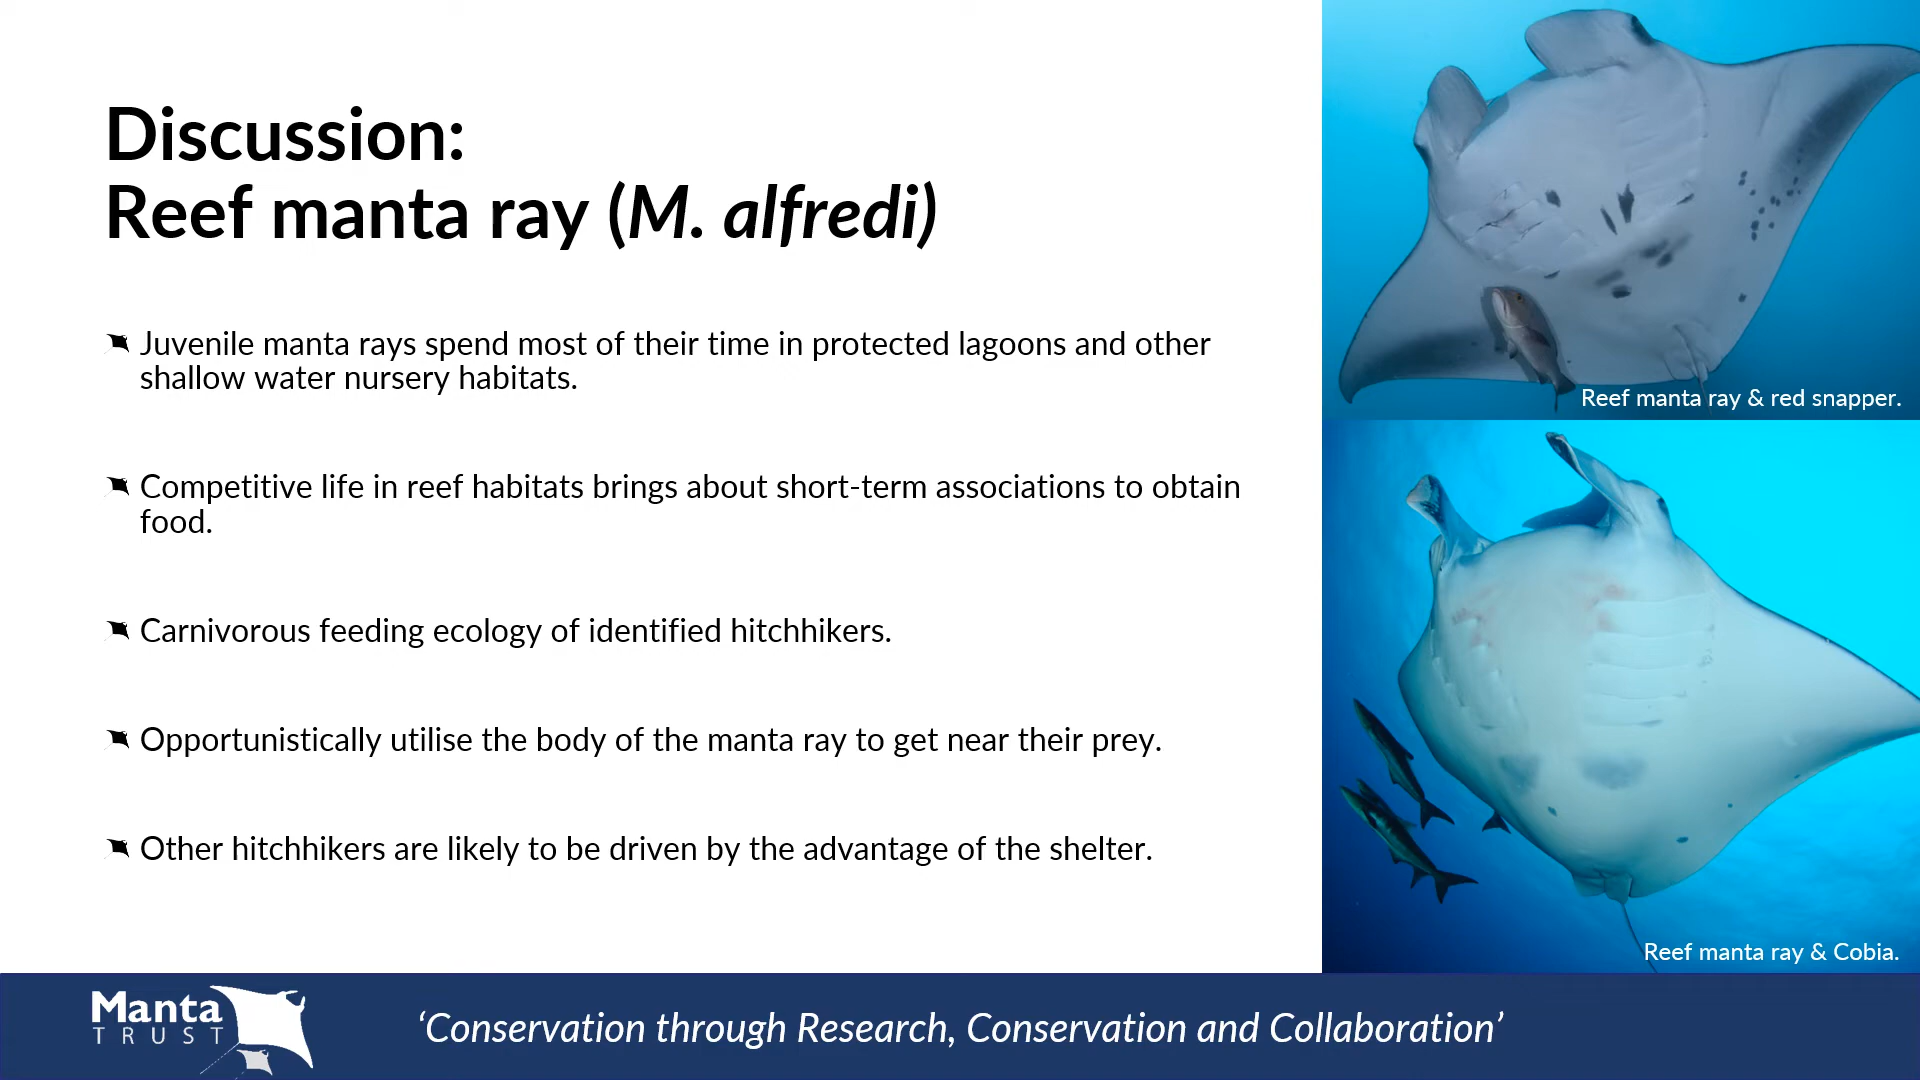 Discussion:
Reef manta ray (M. alfredi)
Juvenile manta rays spend most of their time in protected lagoons and other
shallow water nursery habitats.
Competitive life in reef habitats brings about short-term associations to obtain
food.
Carnivorous feeding ecology of identified hitchhikers.
Opportunistically utilise the body of the manta ray to get near their prey.
Other hitchhikers are likely to be driven by the advantage of the shelter.
Reef manta ray & red snapper.
Reef manta ray & Cobia.
Manta
TRUST
‘Conservation through Research, Conservation and Collaboration’